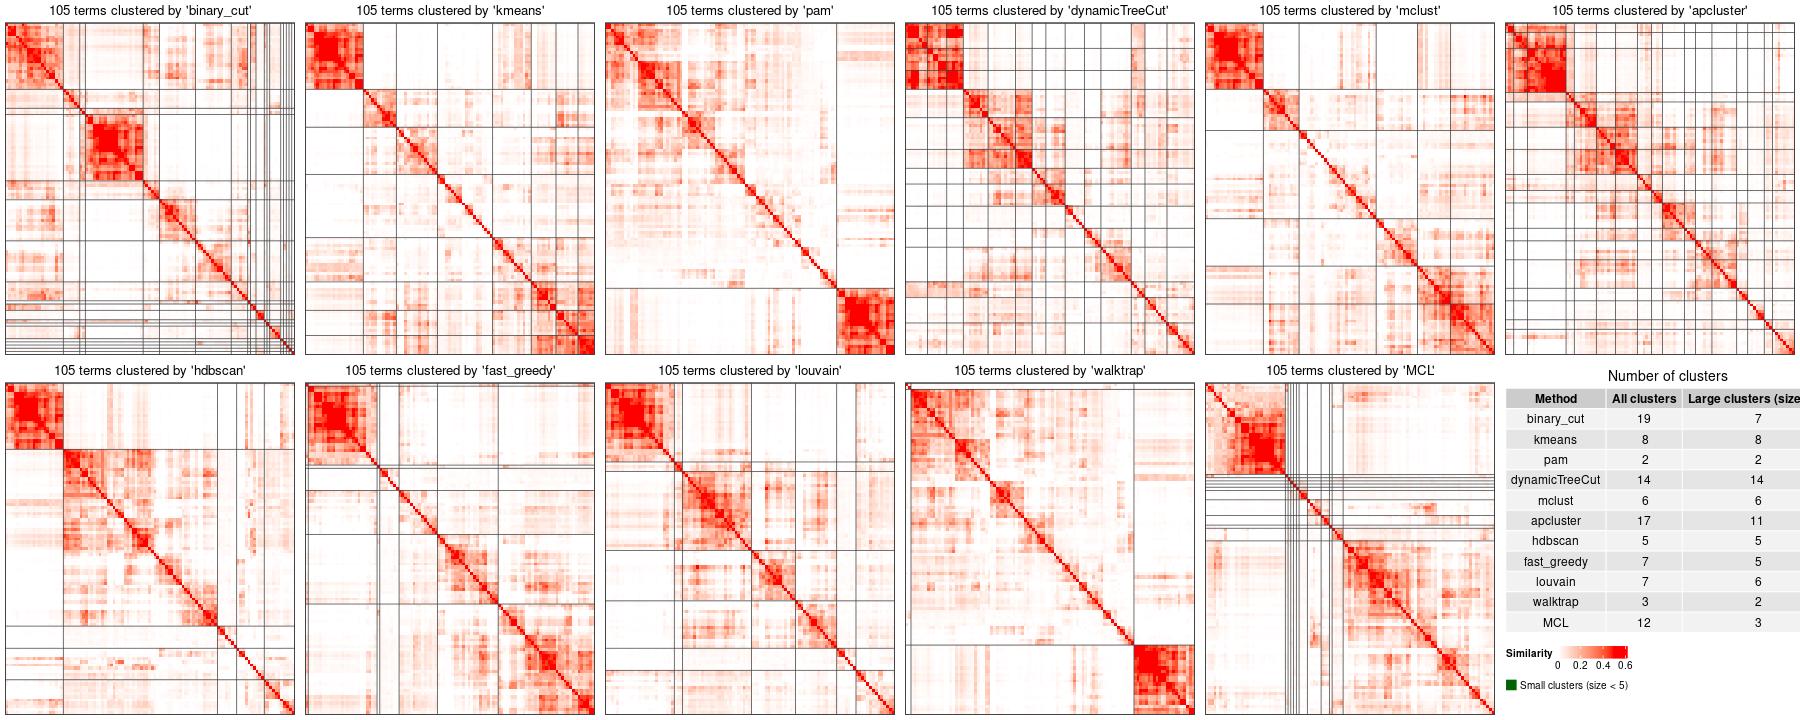 105 terms clustered by 'binary_cut'
105 terms clustered by 'kmeans'
105 terms clustered by 'pam'
105 terms clustered by 'dynamicTreeCut'
105 terms clustered by 'mclust'
105 terms clustered by 'apcluster'
105 terms clustered by 'hdbscan'
105 terms clustered by 'fast_greedy'
105 terms clustered by 'louvain'
105 terms clustered by 'walktrap'
105 terms clustered by 'MCL'
Number of clusters
Method All clusters Large clusters (size
binary_cut 19 7
kmeans 8 8
pam 2 2
dynamicTreeCut 14 14
mclust 6 6
apcluster 17 11
hdbscan 5 5
fast_greedy 7 5
louvain 7 6
walktrap 3 2
MCL 12 3
Similarity
0 0.2 0.4 0.6
Small clusters (size < 5)